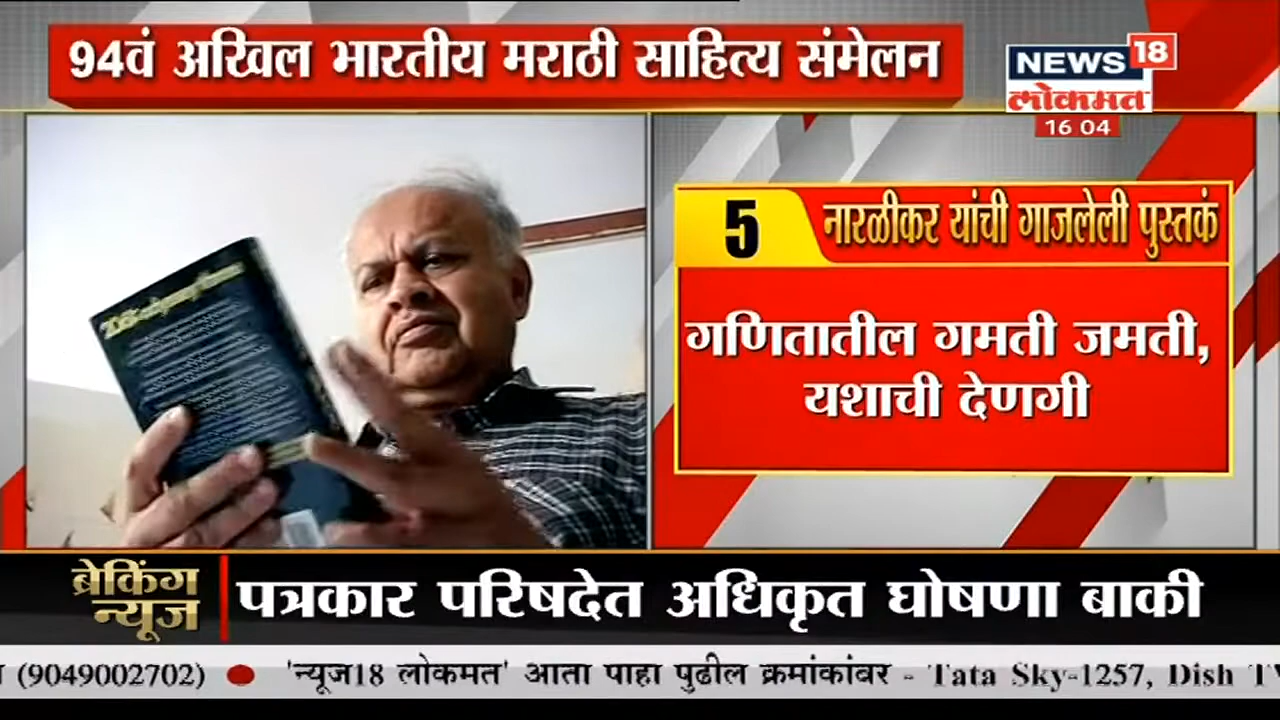 94वं अखिल भारतीय मराठी साहित्य संमेलन
NEWS 18
लोकमत
16 04
5 नारळीकर यांची गाजलेली पुस्तकं
गणितातील गमती जमती,
यशाची देणगी
ब्रेकिंग
न्यूज
पत्रकार परिषदेत अधिकृत घोषणा बाकी
(9049002702) ● 'न्यूज18 लोकमत' आता पाहा पुढील क्रमांकांवर - Tata Sky-1257, Dish TV